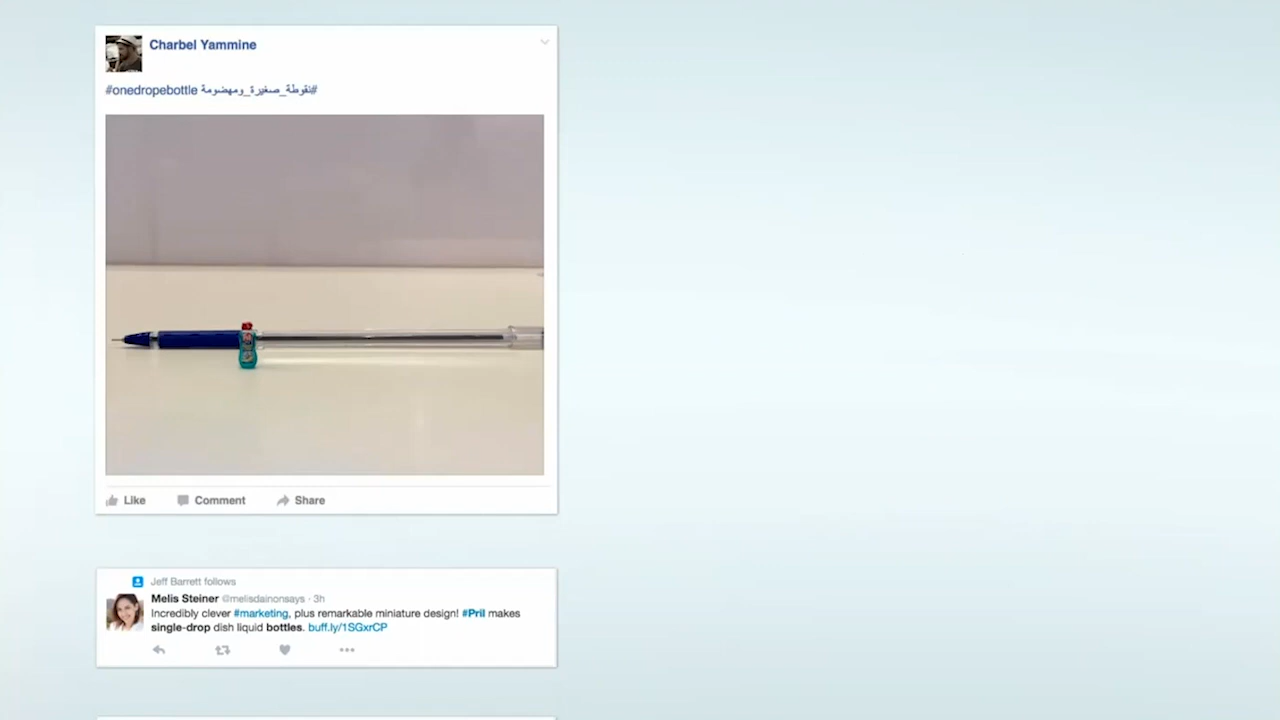 Charbel Yammine
#onedropebottle #نقوطة_صغيرة_ومهضومة
Like Comment Share
Jeff Barrett follows
Melis Steiner @melisdainonsays · 3h
Incredibly clever #marketing, plus remarkable miniature design! #Pril makes
single-drop dish liquid bottles. buff.ly/1SGxrCP